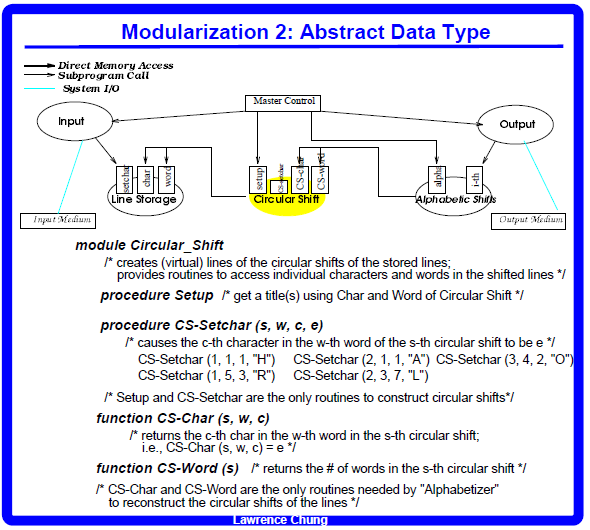 Modularization 2: Abstract Data Type
Direct Memory Access
Subprogram Call
System I/O
Master Control
Input
Output
setchar
char
word
setup
CS-setchar
CS-char
CS-word
alpha
i-th
Line Storage
Circular Shift
Alphabetic Shifts
Input Medium
Output Medium
module Circular_Shift
/* creates (virtual) lines of the circular shifts of the stored lines;
provides routines to access individual characters and words in the shifted lines */
procedure Setup /* get a title(s) using Char and Word of Circular Shift */
procedure CS-Setchar (s, w, c, e)
/* causes the c-th character in the w-th word of the s-th circular shift to be e */
CS-Setchar (1, 1, 1, "H") CS-Setchar (2, 1, 1, "A") CS-Setchar (3, 4, 2, "O")
CS-Setchar (1, 5, 3, "R") CS-Setchar (2, 3, 7, "L")
/* Setup and CS-Setchar are the only routines to construct circular shifts*/
function CS-Char (s, w, c)
/* returns the c-th char in the w-th word in the s-th circular shift;
i.e., CS-Char (s, w, c) = e */
function CS-Word (s) /* returns the # of words in the s-th circular shift */
/* CS-Char and CS-Word are the only routines needed by "Alphabetizer"
to reconstruct the circular shifts of the lines */
Lawrence Chung